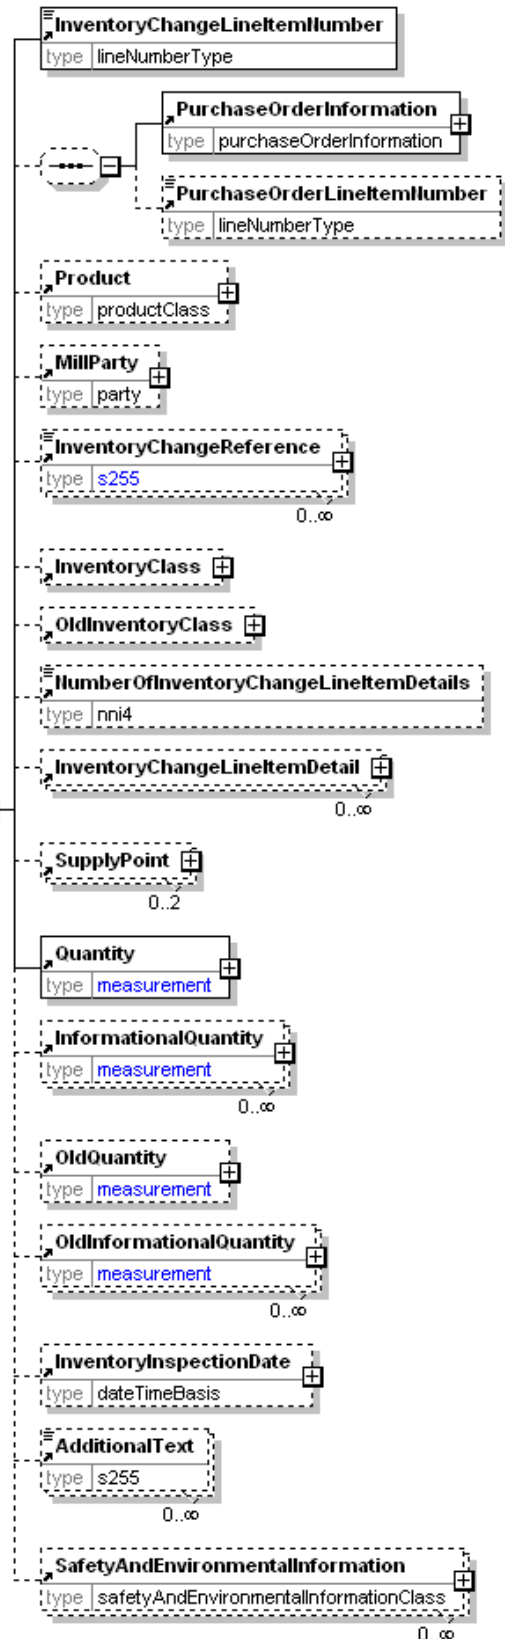 InventoryChangeLineItemNumber
type lineNumberType
PurchaseOrderInformation
type purchaseOrderInformation
PurchaseOrderLineItemNumber
type lineNumberType
Product
type productClass
MillParty
type party
InventoryChangeReference
type s255
0..∞
InventoryClass
OldInventoryClass
NumberOfInventoryChangeLineItemDetails
type nni4
InventoryChangeLineItemDetail
0..∞
SupplyPoint
0..2
Quantity
type measurement
InformationalQuantity
type measurement
0..∞
OldQuantity
type measurement
OldInformationalQuantity
type measurement
0..∞
InventoryInspectionDate
type dateTimeBasis
AdditionalText
type s255
0..∞
SafetyAndEnvironmentalInformation
type safetyAndEnvironmentalInformationClass
0..∞